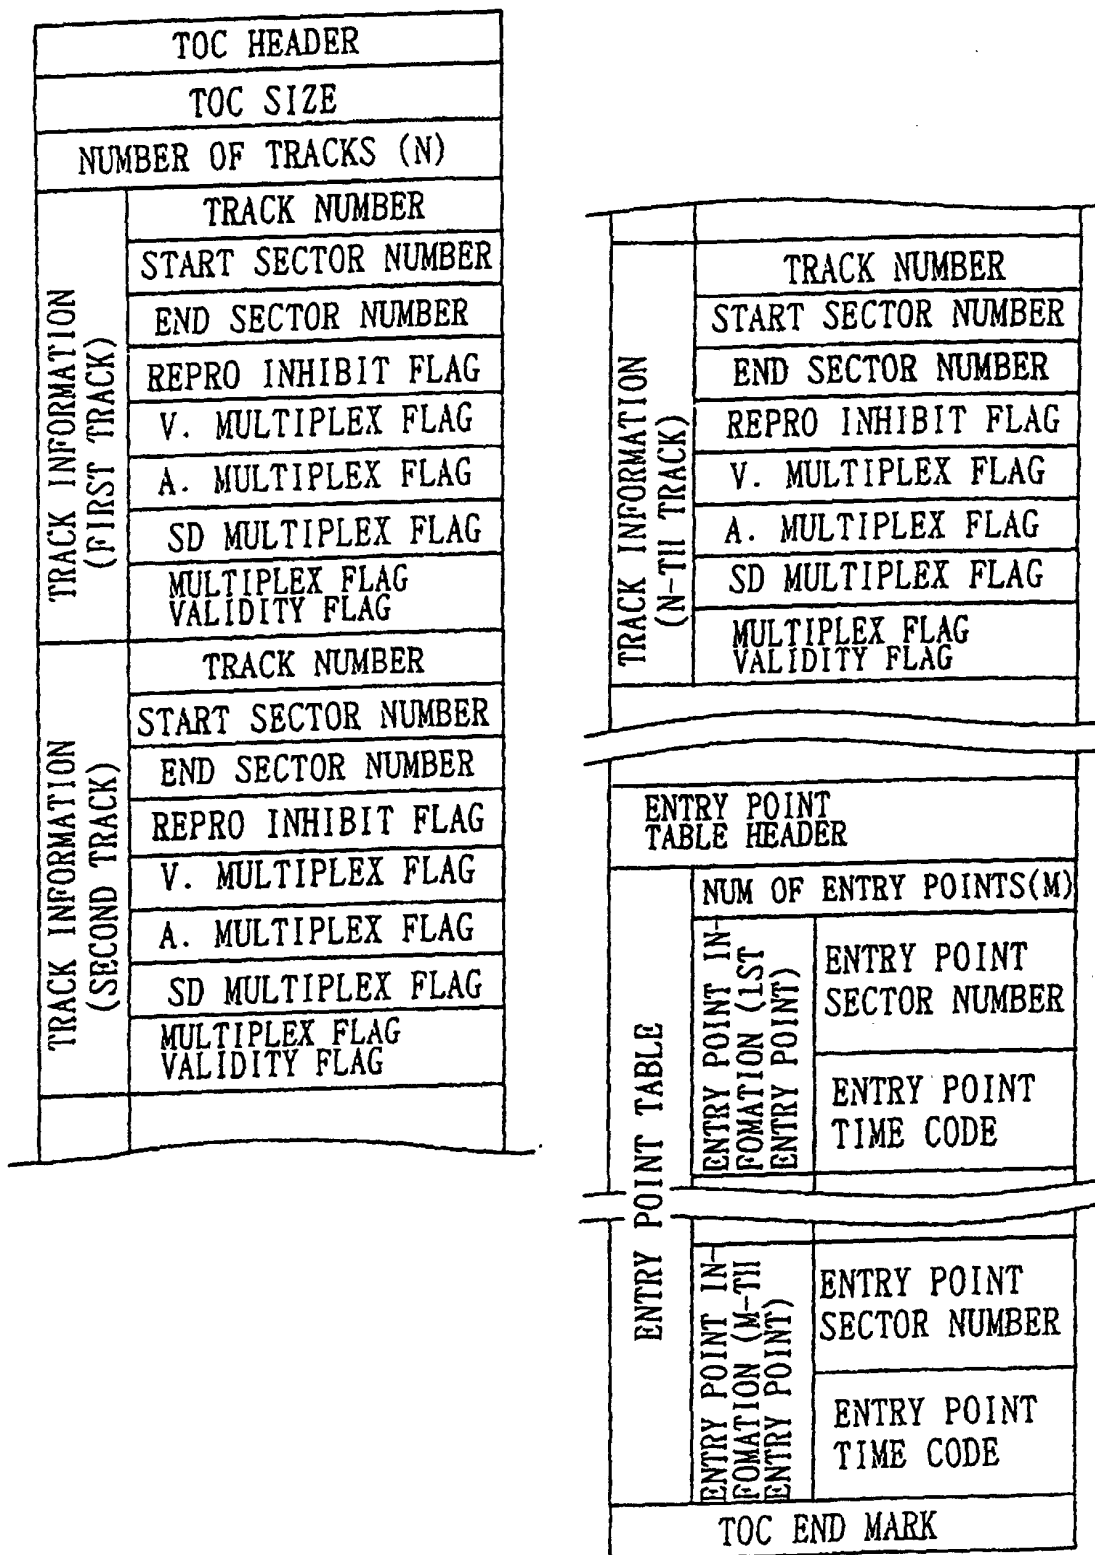 TOC HEADER
TOC SIZE
NUMBER OF TRACKS (N)
TRACK INFORMATION
(FIRST TRACK)
TRACK NUMBER
START SECTOR NUMBER
END SECTOR NUMBER
REPRO INHIBIT FLAG
V. MULTIPLEX FLAG
A. MULTIPLEX FLAG
SD MULTIPLEX FLAG
MULTIPLEX FLAG
VALIDITY FLAG
TRACK INFORMATION
(SECOND TRACK)
TRACK NUMBER
START SECTOR NUMBER
END SECTOR NUMBER
REPRO INHIBIT FLAG
V. MULTIPLEX FLAG
A. MULTIPLEX FLAG
SD MULTIPLEX FLAG
MULTIPLEX FLAG
VALIDITY FLAG
TRACK INFORMATION
(N-TH TRACK)
TRACK NUMBER
START SECTOR NUMBER
END SECTOR NUMBER
REPRO INHIBIT FLAG
V. MULTIPLEX FLAG
A. MULTIPLEX FLAG
SD MULTIPLEX FLAG
MULTIPLEX FLAG
VALIDITY FLAG
ENTRY POINT
TABLE HEADER
ENTRY POINT TABLE
NUM OF ENTRY POINTS(M)
ENTRY POINT IN-
FOMATION (1ST
ENTRY POINT)
ENTRY POINT
SECTOR NUMBER
ENTRY POINT
TIME CODE
ENTRY POINT IN-
FOMATION (M-TH
ENTRY POINT)
ENTRY POINT
SECTOR NUMBER
ENTRY POINT
TIME CODE
TOC END MARK